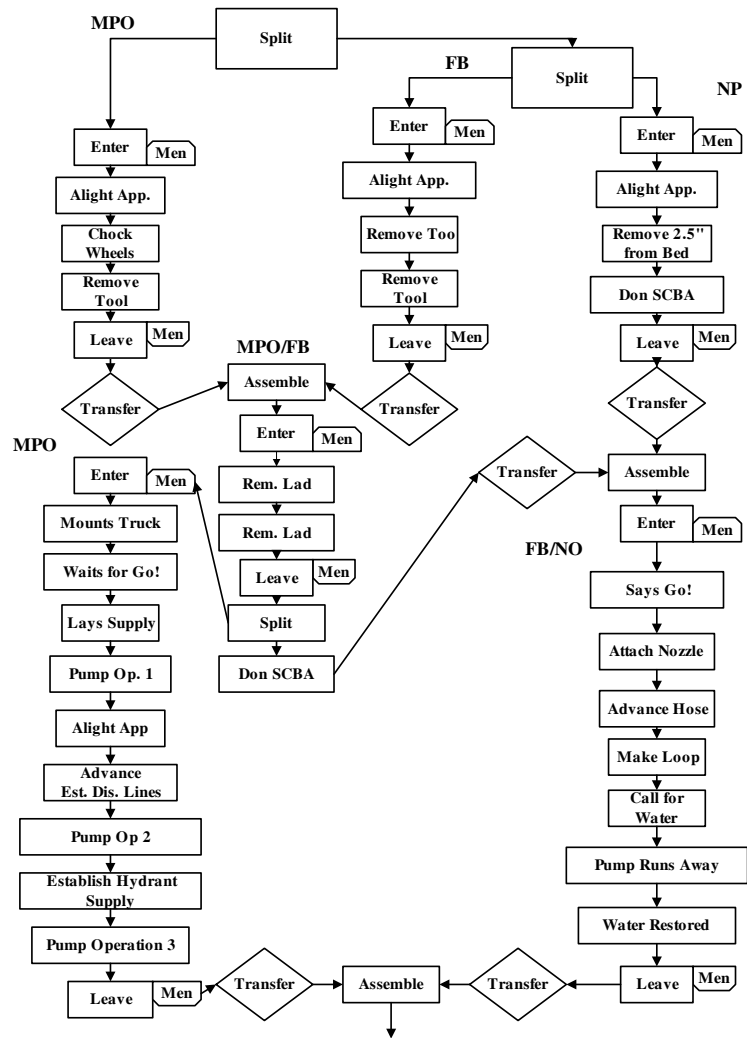 MPO
Split
FB
Split
NP
Enter
Men
Alight App.
Chock
Wheels
Remove
Tool
Leave
Men
Transfer
Enter
Men
Alight App.
Remove Too
Remove
Tool
Leave
Men
Transfer
Enter
Men
Alight App.
Remove 2.5"
from Bed
Don SCBA
Leave
Men
Transfer
MPO/FB
Assemble
Enter
Men
Rem. Lad
Rem. Lad
Leave
Men
Split
Don SCBA
MPO
Enter
Men
Mounts Truck
Waits for Go!
Lays Supply
Pump Op. 1
Alight App
Advance
Est. Dis. Lines
Pump Op 2
Establish Hydrant
Supply
Pump Operation 3
Leave
Men
Transfer
Transfer
Assemble
Enter
Men
FB/NO
Says Go!
Attach Nozzle
Advance Hose
Make Loop
Call for
Water
Pump Runs Away
Water Restored
Leave
Men
Transfer
Assemble